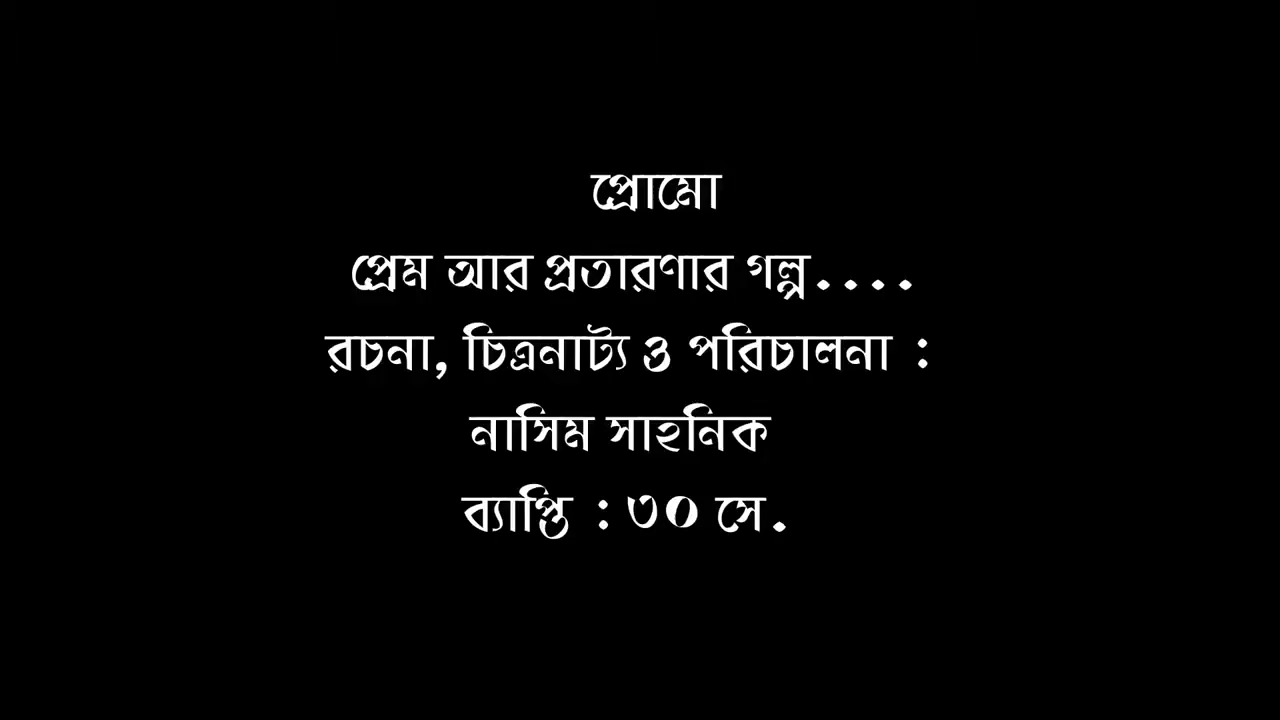 প্রোমো
প্রেম আর প্রতারণার গল্প....
রচনা, চিত্রনাট্য ও পরিচালনা :
নাসিম সাহনিক
ব্যাপ্তি : ৩০ সে.